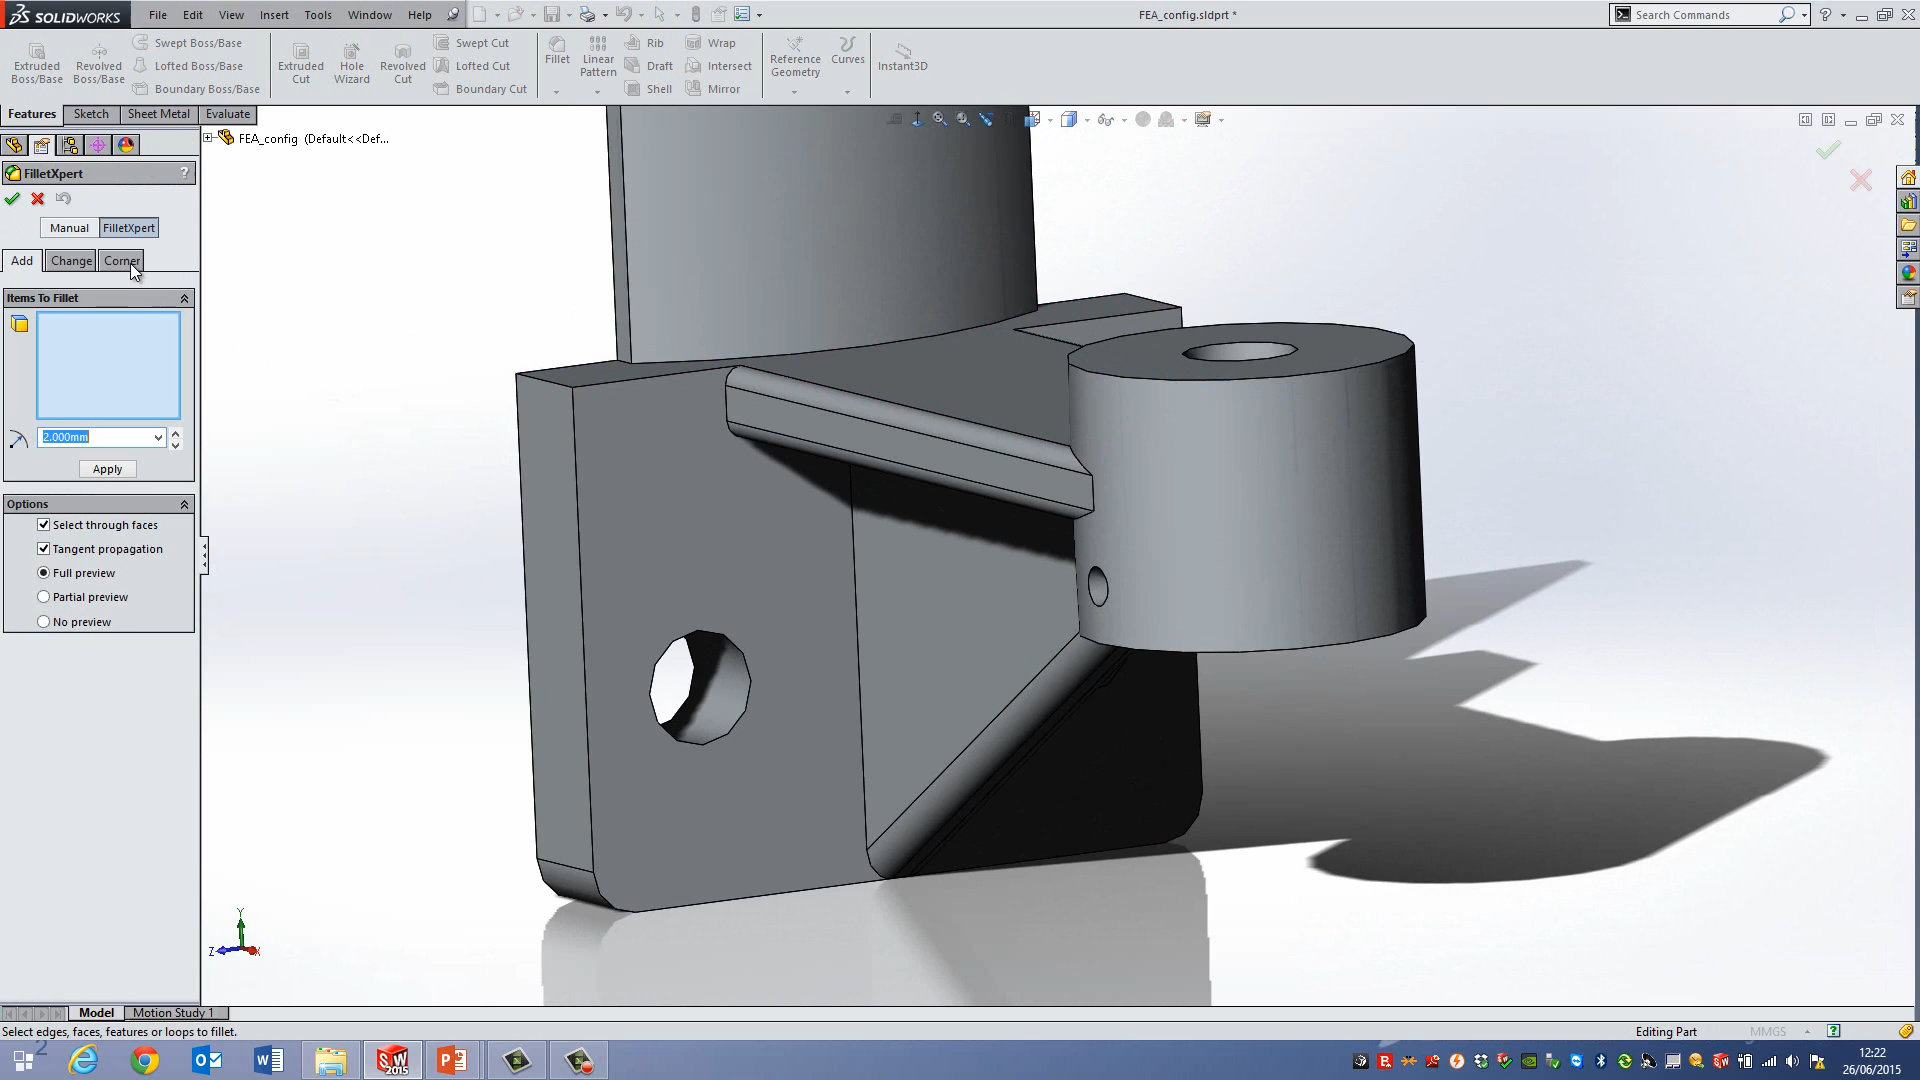 SOLIDWORKS
File Edit View Insert Tools Window Help
FEA_config.sldprt *
Search Commands
Extruded Boss/Base
Revolved Boss/Base
Swept Boss/Base
Lofted Boss/Base
Boundary Boss/Base
Extruded Cut
Hole Wizard
Revolved Cut
Swept Cut
Lofted Cut
Boundary Cut
Fillet
Linear Pattern
Rib
Draft
Shell
Wrap
Intersect
Mirror
Reference Geometry
Curves
Instant3D
Features Sketch Sheet Metal Evaluate
FEA_config (Default<<Def...
FilletXpert ?
Manual FilletXpert
Add Change Corner
Items To Fillet
2.000mm
Apply
Options
Select through faces
Tangent propagation
Full preview
Partial preview
No preview
Y
Z X
Model Motion Study 1
Select edges, faces, features or loops to fillet.
Editing Part MMGS ?
2
SW 2015
12:22
26/06/2015